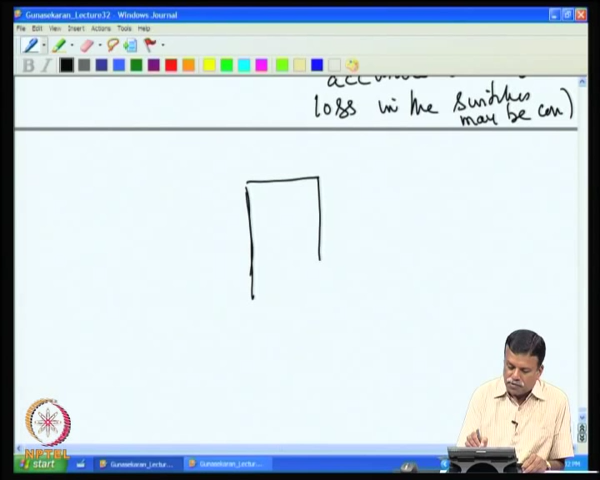 Gunasekaran_Lecture32 - Windows Journal
File Edit View Insert Actions Tools Help
B I
loss in the switches
may be con)
NPTEL
start
Gunasekaran_Lectur...
Gunasekaran_Lectur...